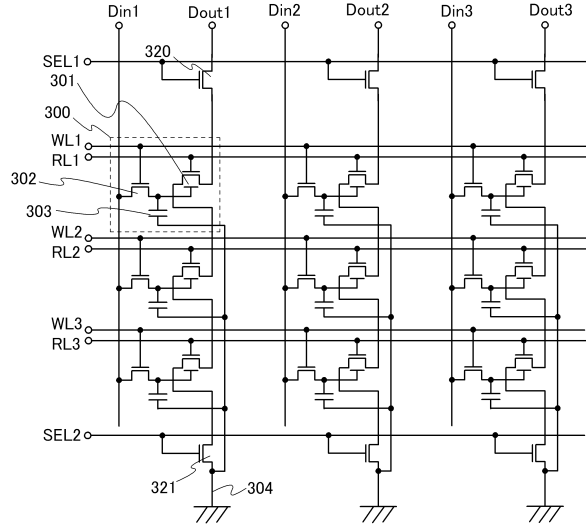 Din1 Dout1 Din2 Dout2 Din3 Dout3
320
SEL1
301
300
WL1
RL1
302
303
WL2
RL2
WL3
RL3
SEL2
321 304